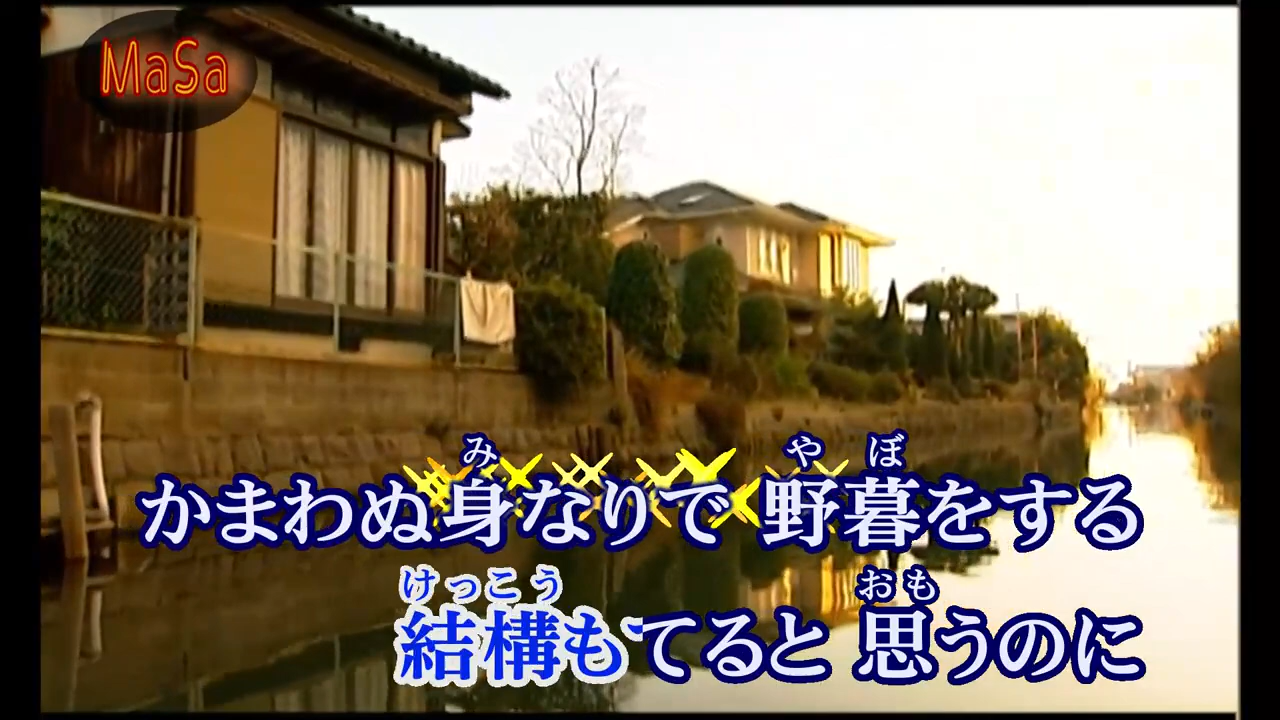 MaSa
み や ぼ
かまわぬ身なりで 野暮をする
けっこう おも
結構もてると 思うのに